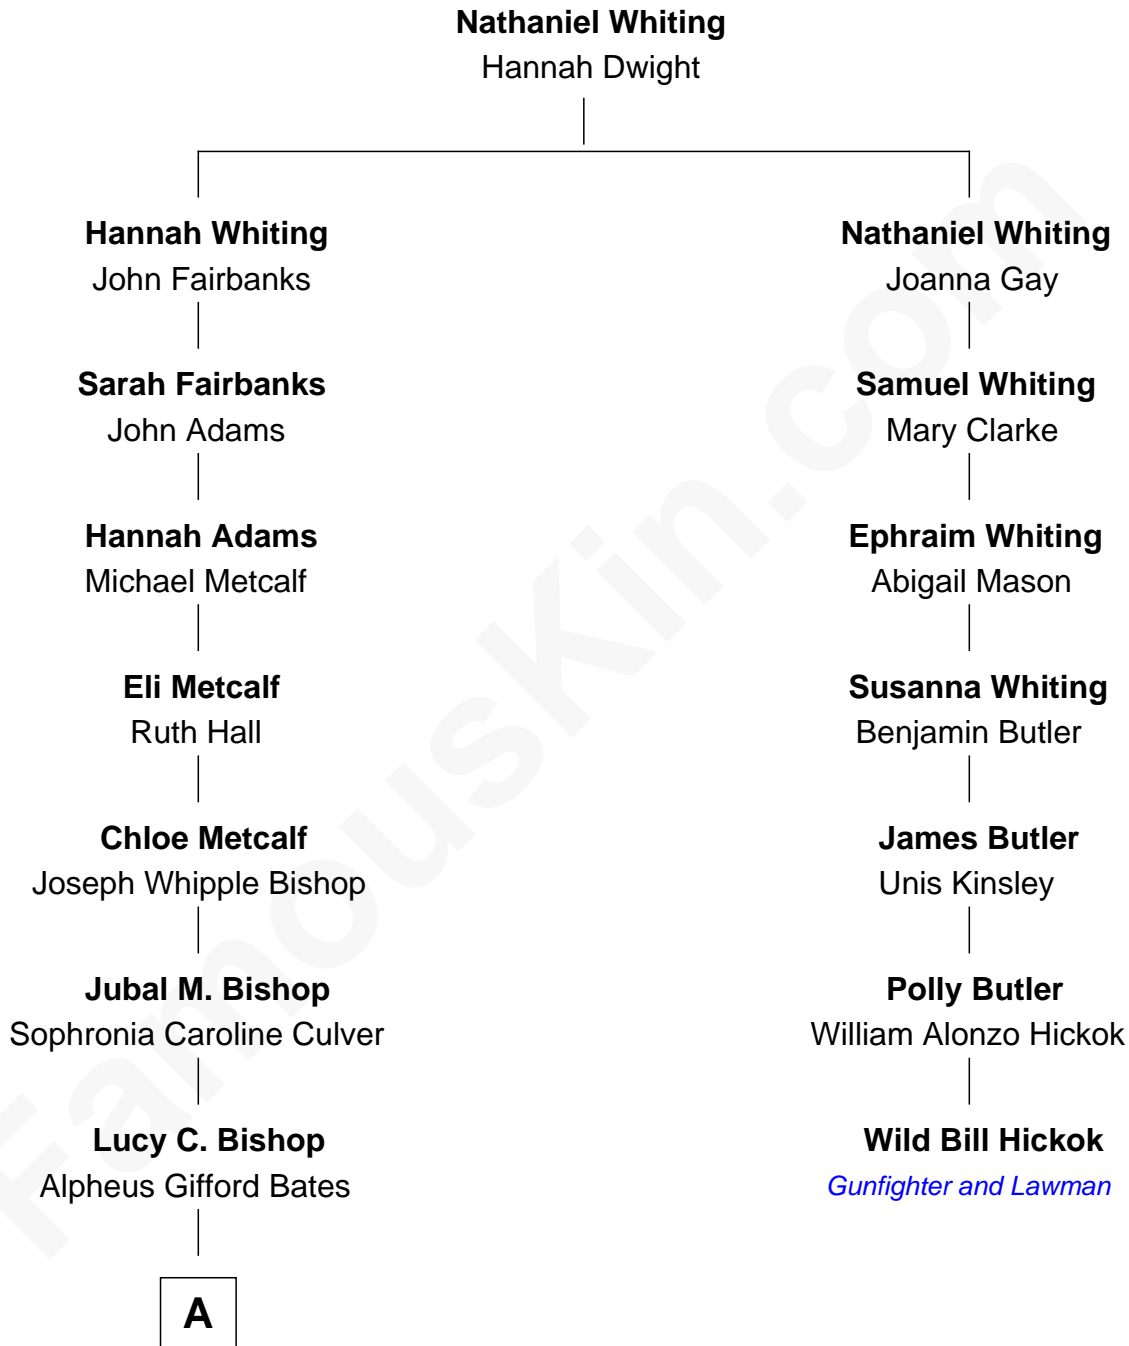 Nathaniel Whiting
Hannah Dwight
Hannah Whiting
John Fairbanks
Sarah Fairbanks
John Adams
Hannah Adams
Michael Metcalf
Eli Metcalf
Ruth Hall
Chloe Metcalf
Joseph Whipple Bishop
Jubal M. Bishop
Sophronia Caroline Culver
Lucy C. Bishop
Alpheus Gifford Bates
A
Nathaniel Whiting
Joanna Gay
Samuel Whiting
Mary Clarke
Ephraim Whiting
Abigail Mason
Susanna Whiting
Benjamin Butler
James Butler
Unis Kinsley
Polly Butler
William Alonzo Hickok
Wild Bill Hickok
Gunfighter and Lawman
FamousKin.com